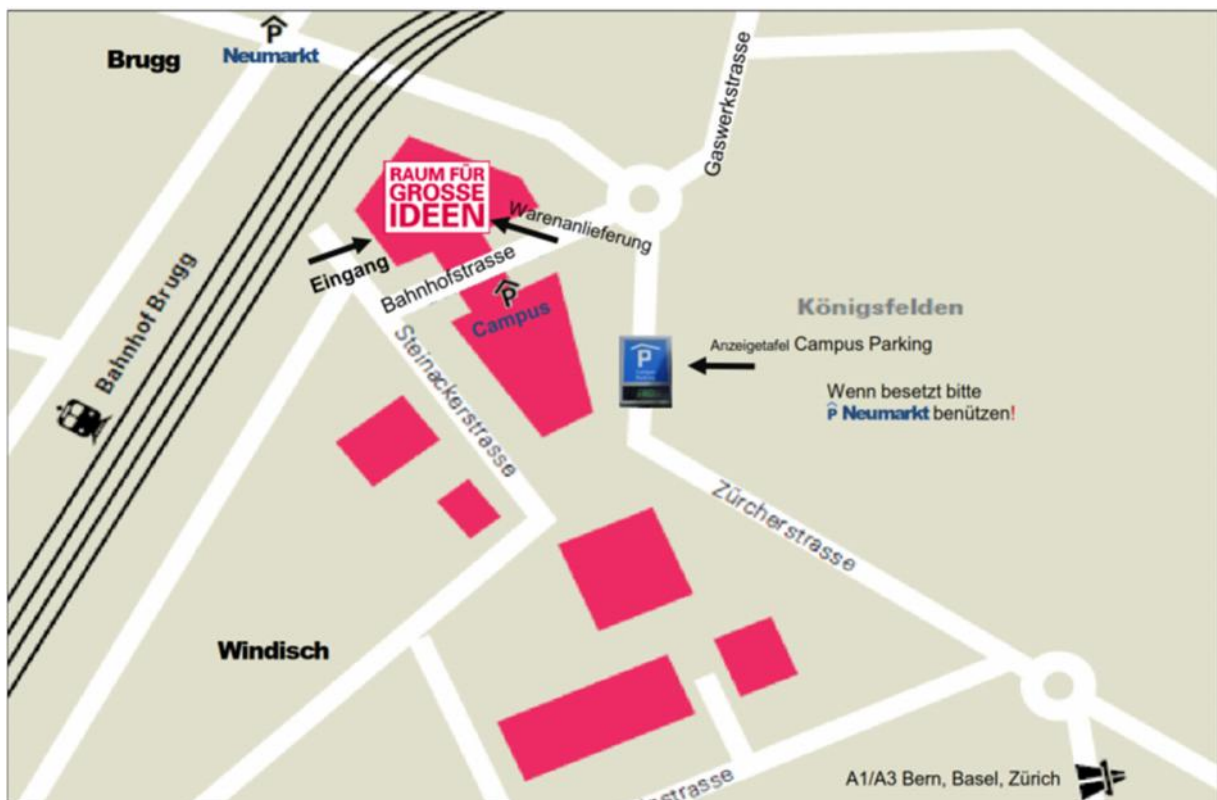 P
Neumarkt
Brugg
Gaswerkstrasse
RAUM FÜR
GROSSE
IDEEN
Warenanlieferung
Eingang
Bahnhofstrasse
P
Campus
Bahnhof Brugg
Steinackerstrasse
Königsfelden
P
Anzeigetafel Campus Parking
Wenn besetzt bitte
P Neumarkt benützen!
Zürcherstrasse
Windisch
A1/A3 Bern, Basel, Zürich